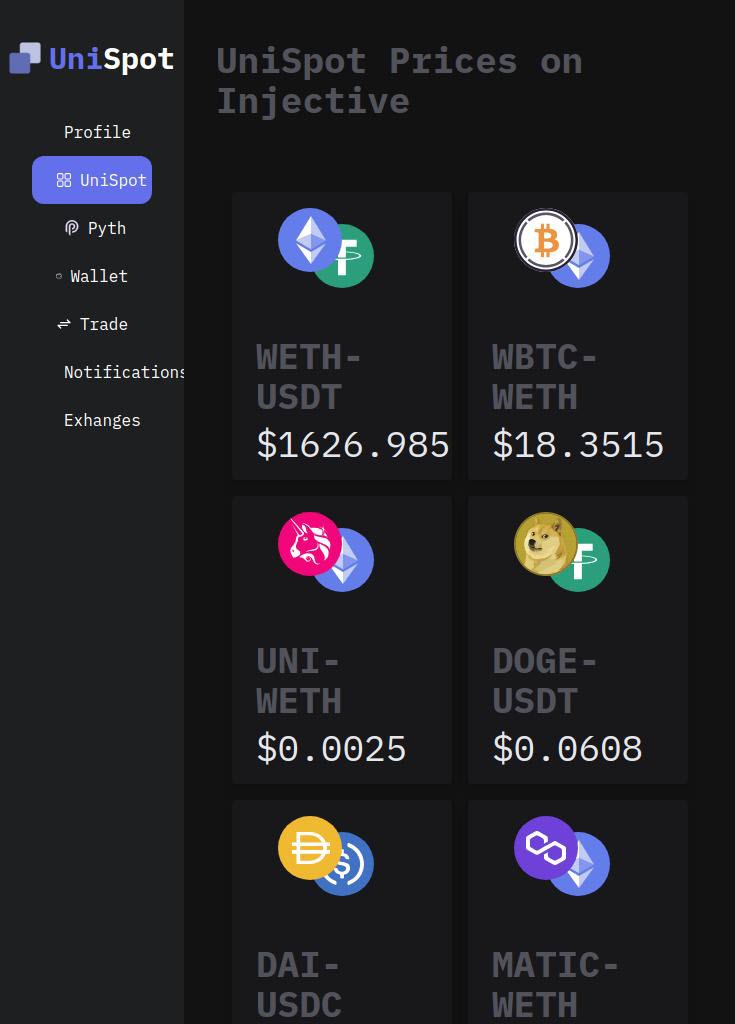 UniSpot
Profile
UniSpot
Pyth
Wallet
Trade
Notifications
Exhanges
UniSpot Prices on
Injective
WETH-
USDT
$1626.985
WBTC-
WETH
$18.3515
UNI-
WETH
$0.0025
DOGE-
USDT
$0.0608
DAI-
USDC
MATIC-
WETH